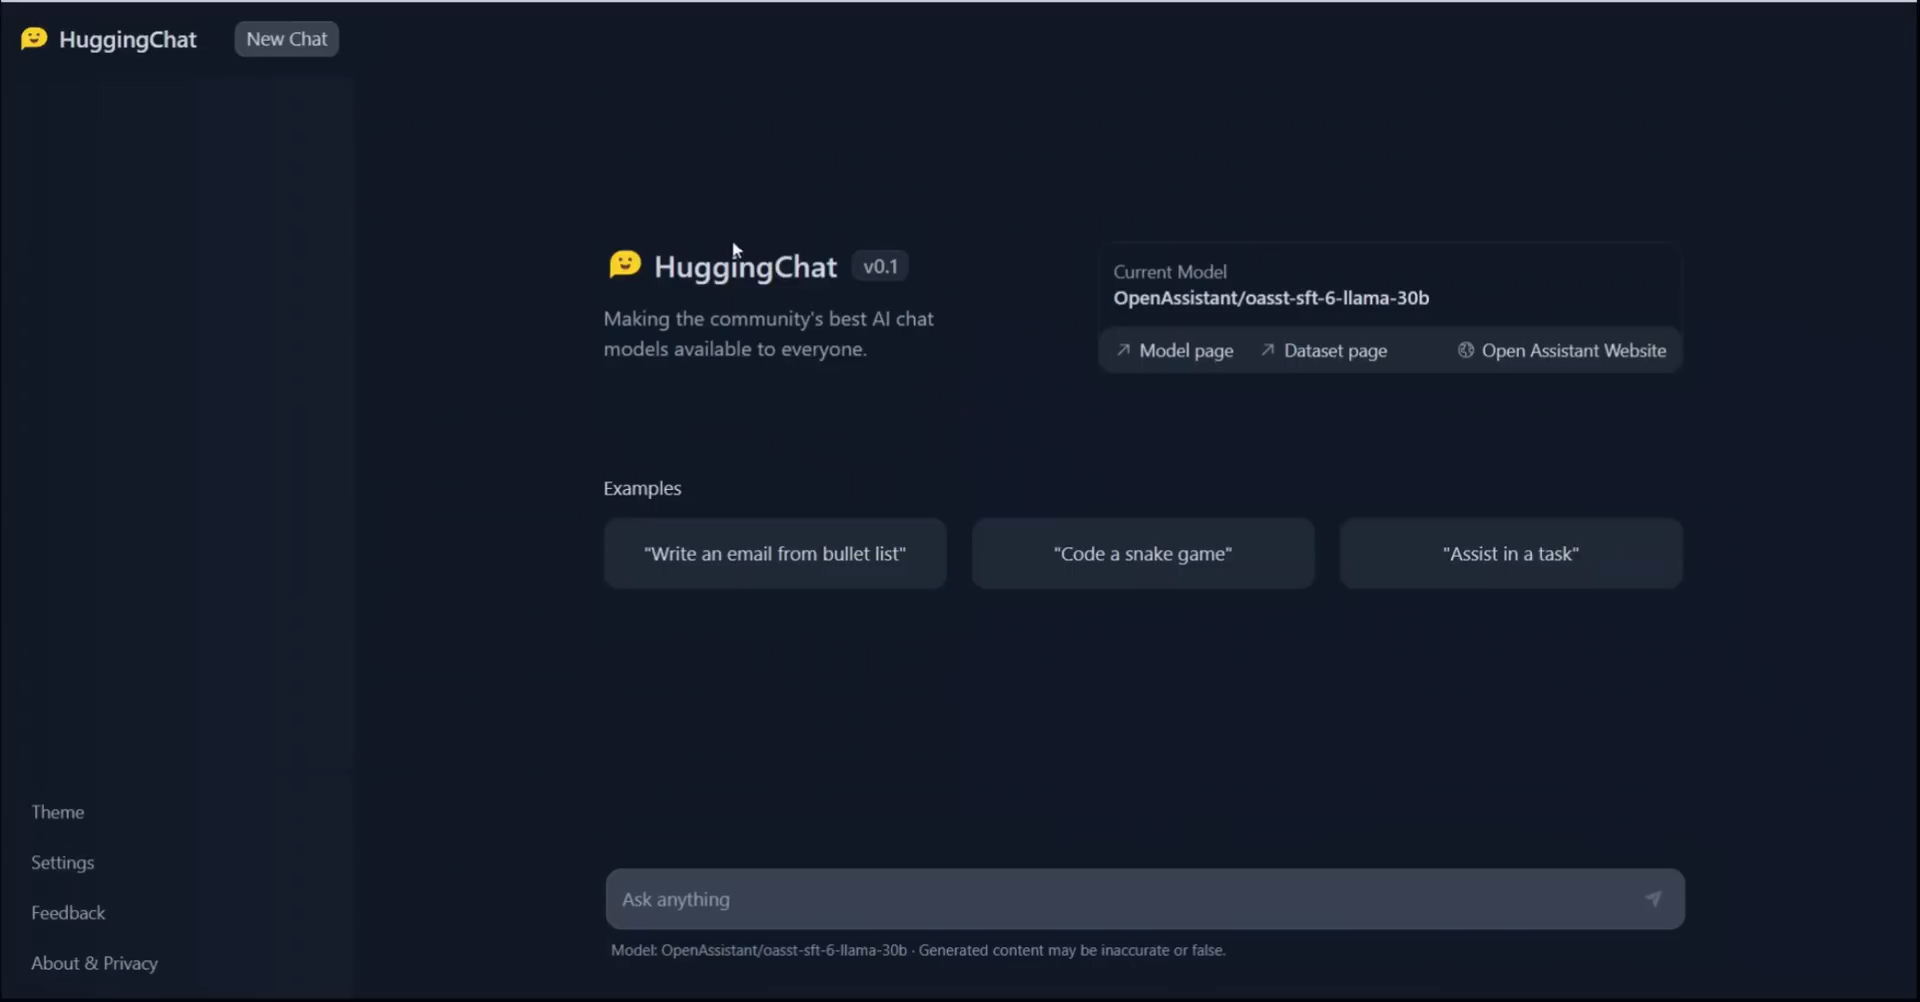 HuggingChat
New Chat
HuggingChat v0.1
Making the community's best AI chat
models available to everyone.
Current Model
OpenAssistant/oasst-sft-6-llama-30b
Model page
Dataset page
Open Assistant Website
Examples
"Write an email from bullet list"
"Code a snake game"
"Assist in a task"
Theme
Settings
Feedback
About & Privacy
Ask anything
Model: OpenAssistant/oasst-sft-6-llama-30b · Generated content may be inaccurate or false.